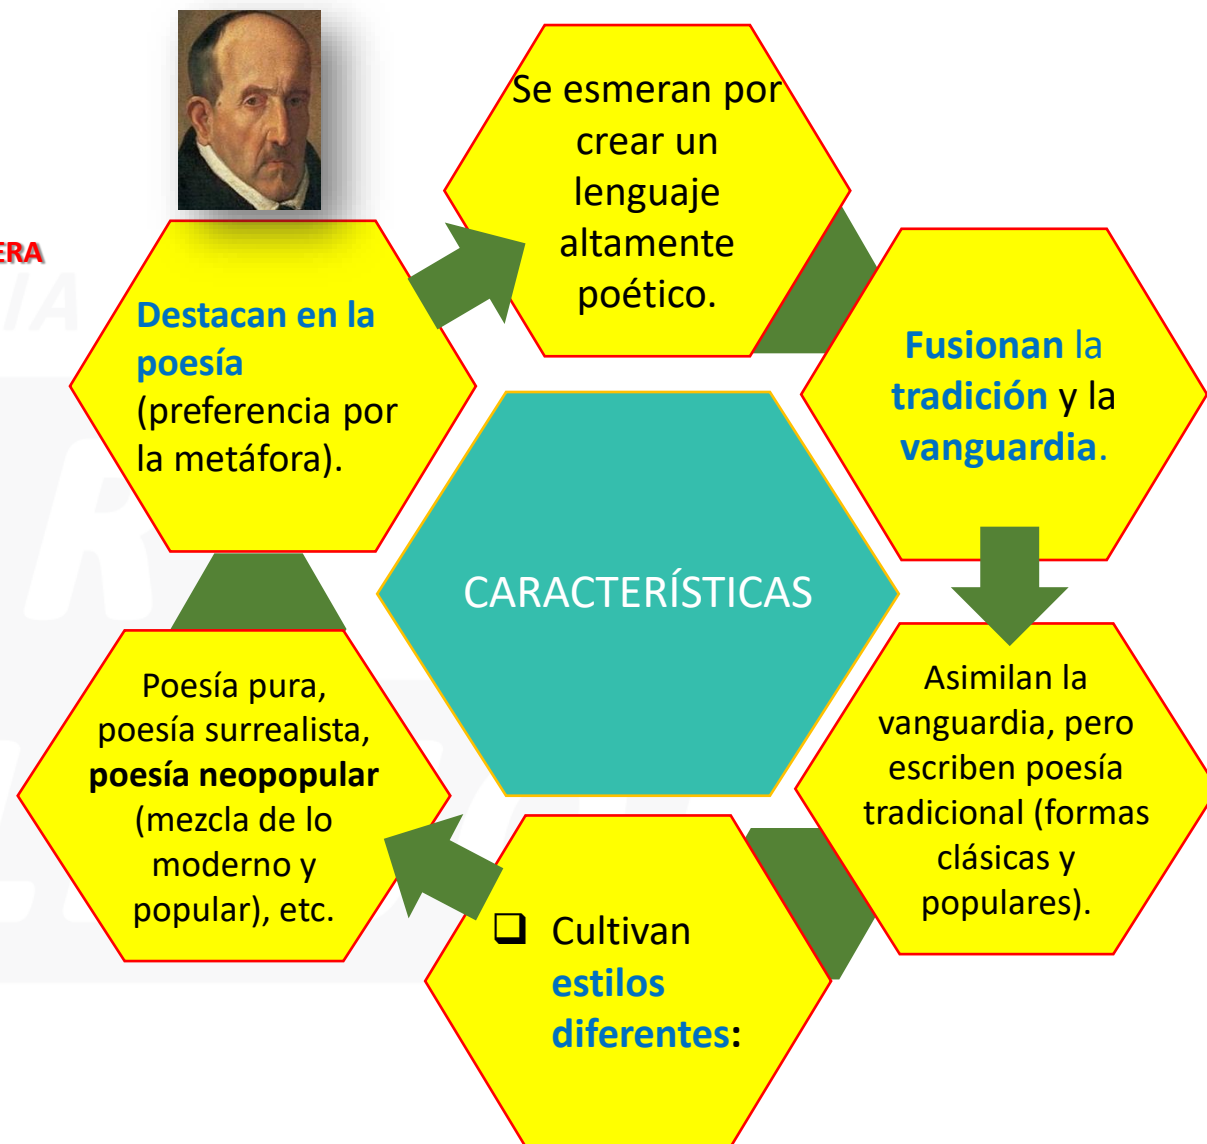 ERA
Se esmeran por
crear un
lenguaje
altamente
poético.
Destacan en la
poesía
(preferencia por
la metáfora).
Fusionan la
tradición y la
vanguardia.
CARACTERÍSTICAS
Poesía pura,
poesía surrealista,
poesía neopopular
(mezcla de lo
moderno y
popular), etc.
Asimilan la
vanguardia, pero
escriben poesía
tradicional (formas
clásicas y
populares).
❑ Cultivan
estilos
diferentes: